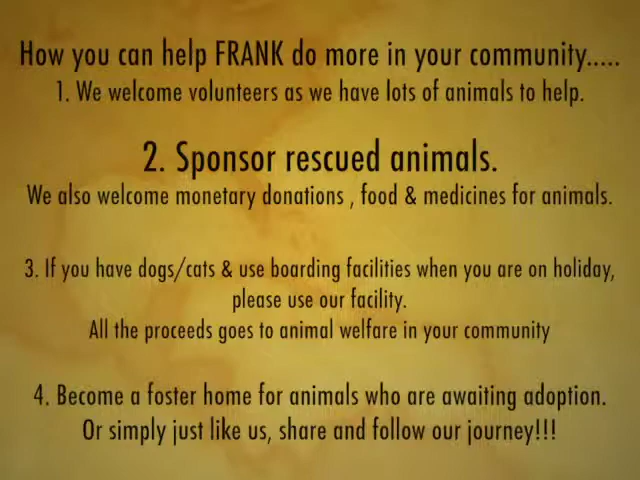 How you can help FRANK do more in your community.....
1. We welcome volunteers as we have lots of animals to help.
2. Sponsor rescued animals.
We also welcome monetary donations , food & medicines for animals.
3. If you have dogs/cats & use boarding facilities when you are on holiday,
please use our facility.
All the proceeds goes to animal welfare in your community
4. Become a foster home for animals who are awaiting adoption.
Or simply just like us, share and follow our journey!!!